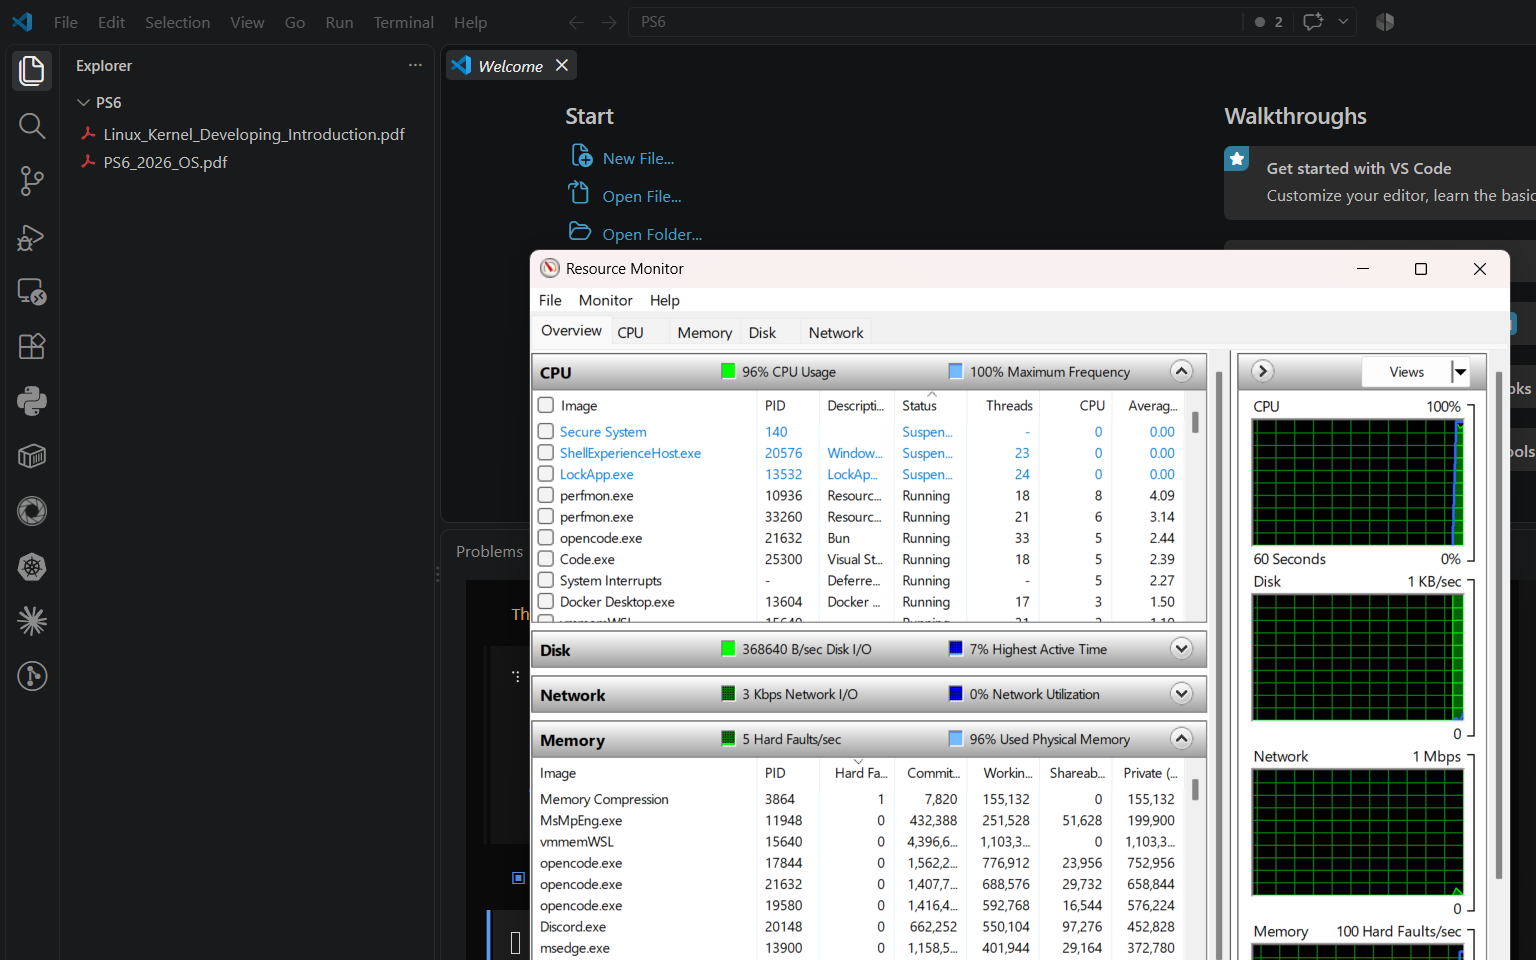 File Edit Selection View Go Run Terminal Help PS6 2
Explorer
PS6
Linux_Kernel_Developing_Introduction.pdf
PS6_2026_OS.pdf
Welcome
Start
New File...
Open File...
Open Folder...
Walkthroughs
Get started with VS Code
Customize your editor, learn the basic
oks
ools
Problems
Th
Resource Monitor
File Monitor Help
Overview CPU Memory Disk Network
CPU 96% CPU Usage 100% Maximum Frequency
Image PID Descripti... Status Threads CPU Averag...
Secure System 140 Suspen... - 0 0.00
ShellExperienceHost.exe 20576 Window... Suspen... 23 0 0.00
LockApp.exe 13532 LockAp... Suspen... 24 0 0.00
perfmon.exe 10936 Resourc... Running 18 8 4.09
perfmon.exe 33260 Resourc... Running 21 6 3.14
opencode.exe 21632 Bun Running 33 5 2.44
Code.exe 25300 Visual St... Running 18 5 2.39
System Interrupts - Deferre... Running - 5 2.27
Docker Desktop.exe 13604 Docker ... Running 17 3 1.50
Disk 368640 B/sec Disk I/O 7% Highest Active Time
Network 3 Kbps Network I/O 0% Network Utilization
Memory 5 Hard Faults/sec 96% Used Physical Memory
Image PID Hard Fa... Commit... Workin... Shareab... Private (...
Memory Compression 3864 1 7,820 155,132 0 155,132
MsMpEng.exe 11948 0 432,388 251,528 51,628 199,900
vmmemWSL 15640 0 4,396,6... 1,103,3... 0 1,103,3...
opencode.exe 17844 0 1,562,2... 776,912 23,956 752,956
opencode.exe 21632 0 1,407,7... 688,576 29,732 658,844
opencode.exe 19580 0 1,416,4... 592,768 16,544 576,224
Discord.exe 20148 0 662,252 550,104 97,276 452,828
msedge.exe 13900 0 1,158,5... 401,944 29,164 372,780
Views
CPU 100%
60 Seconds 0%
Disk 1 KB/sec
0
Network 1 Mbps
0
Memory 100 Hard Faults/sec